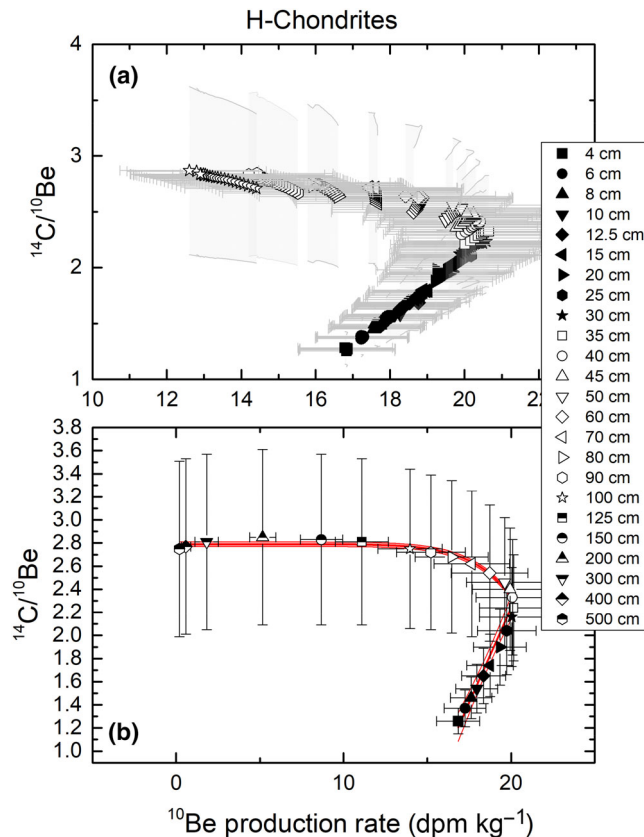 H-Chondrites
(a)
4
3
2
1
¹⁴C/¹⁰Be
10 12 14 16 18 20 22
4 cm
6 cm
8 cm
10 cm
12.5 cm
15 cm
20 cm
25 cm
30 cm
35 cm
40 cm
45 cm
50 cm
60 cm
70 cm
80 cm
90 cm
100 cm
125 cm
150 cm
200 cm
300 cm
400 cm
500 cm
3.8
3.6
3.4
3.2
3.0
2.8
2.6
2.4
2.2
2.0
1.8
1.6
1.4
1.2
1.0
¹⁴C/¹⁰Be
(b)
0 5 10 15 20
¹⁰Be production rate (dpm kg⁻¹)